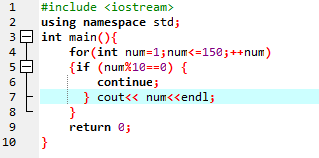 1 #include <iostream>
2 using namespace std;
3 int main(){
4 for(int num=1;num<=150;++num)
5 {if (num%10==0) {
6 continue;
7 } cout<< num<<endl;
8 }
9 return 0;
10 }